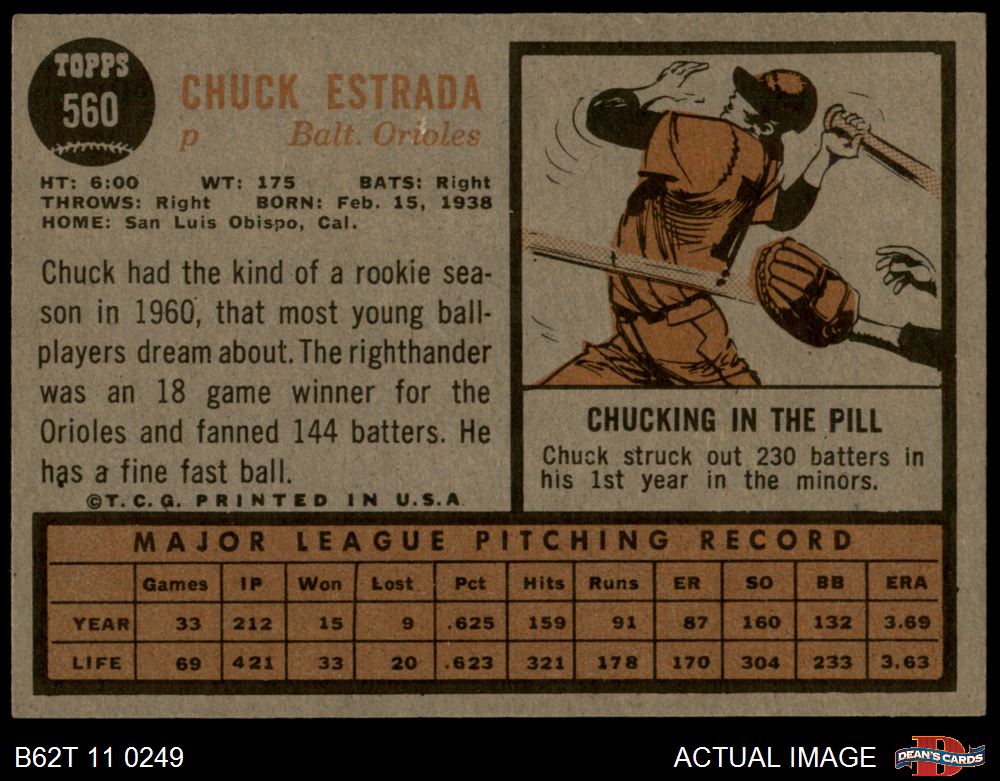 TOPPS
560
CHUCK ESTRADA
p Balt. Orioles
HT: 6:00 WT: 175 BATS: Right
THROWS: Right BORN: Feb. 15, 1938
HOME: San Luis Obispo, Cal.
Chuck had the kind of a rookie sea-
son in 1960, that most young ball-
players dream about. The righthander
was an 18 game winner for the
Orioles and fanned 144 batters. He
has a fine fast ball.
©T.C.G. PRINTED IN U.S.A.
CHUCKING IN THE PILL
Chuck struck out 230 batters in
his 1st year in the minors.
MAJOR LEAGUE PITCHING RECORD
Games IP Won Lost Pct Hits Runs ER SO BB ERA
YEAR 33 212 15 9 .625 159 91 87 160 132 3.69
LIFE 69 421 33 20 .623 321 178 170 304 233 3.63
B62T 11 0249
ACTUAL IMAGE
D
DEAN'S CARDS